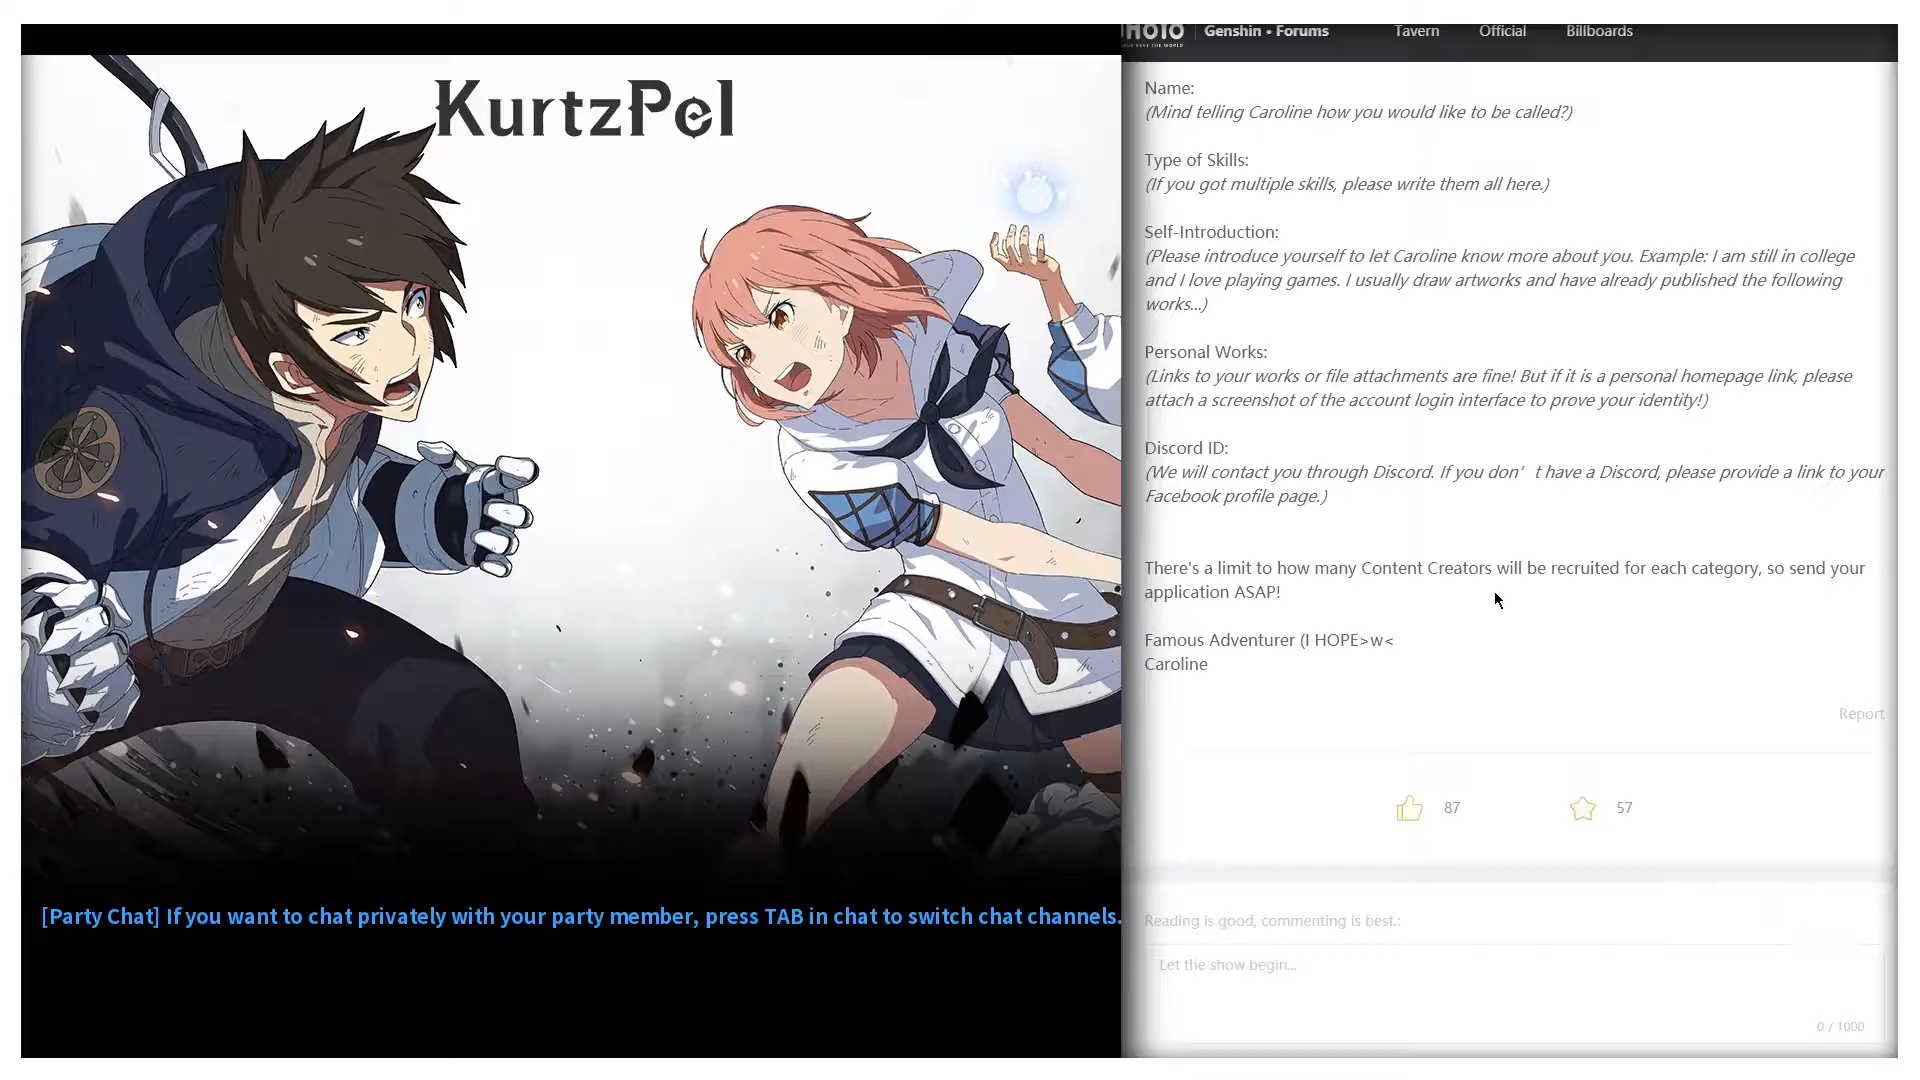 KurtzPel
[Party Chat] If you want to chat privately with your party member, press TAB in chat to switch chat channels.
Genshin • Forums
Tavern
Official
Billboards
Name:
(Mind telling Caroline how you would like to be called?)
Type of Skills:
(If you got multiple skills, please write them all here.)
Self-Introduction:
(Please introduce yourself to let Caroline know more about you. Example: I am still in college
and I love playing games. I usually draw artworks and have already published the following
works...)
Personal Works:
(Links to your works or file attachments are fine! But if it is a personal homepage link, please
attach a screenshot of the account login interface to prove your identity!)
Discord ID:
(We will contact you through Discord. If you don’t have a Discord, please provide a link to your
Facebook profile page.)
There's a limit to how many Content Creators will be recruited for each category, so send your
application ASAP!
Famous Adventurer (I HOPE>w<
Caroline
Report
87
57
Reading is good, commenting is best.:
Let the show begin...
0 / 1000